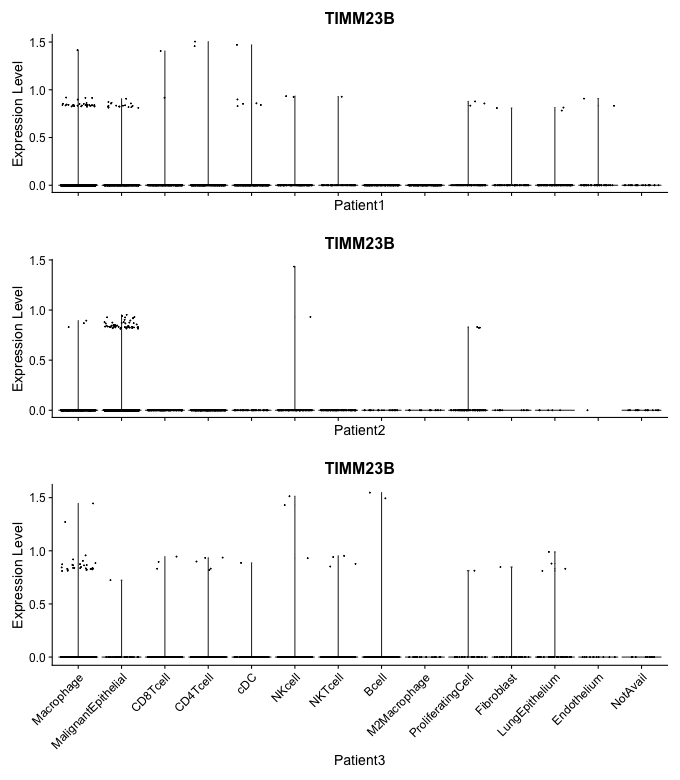 TIMM23B
Expression Level
1.5
1.0
0.5
0.0
Patient1
TIMM23B
Expression Level
1.5
1.0
0.5
0.0
Patient2
TIMM23B
Expression Level
1.5
1.0
0.5
0.0
Macrophage
MalignantEpithelial
CD8Tcell
CD4Tcell
cDC
NKcell
NKTcell
Bcell
M2Macrophage
ProliferatingCell
Fibroblast
LungEpithelium
Endothelium
NotAvail
Patient3